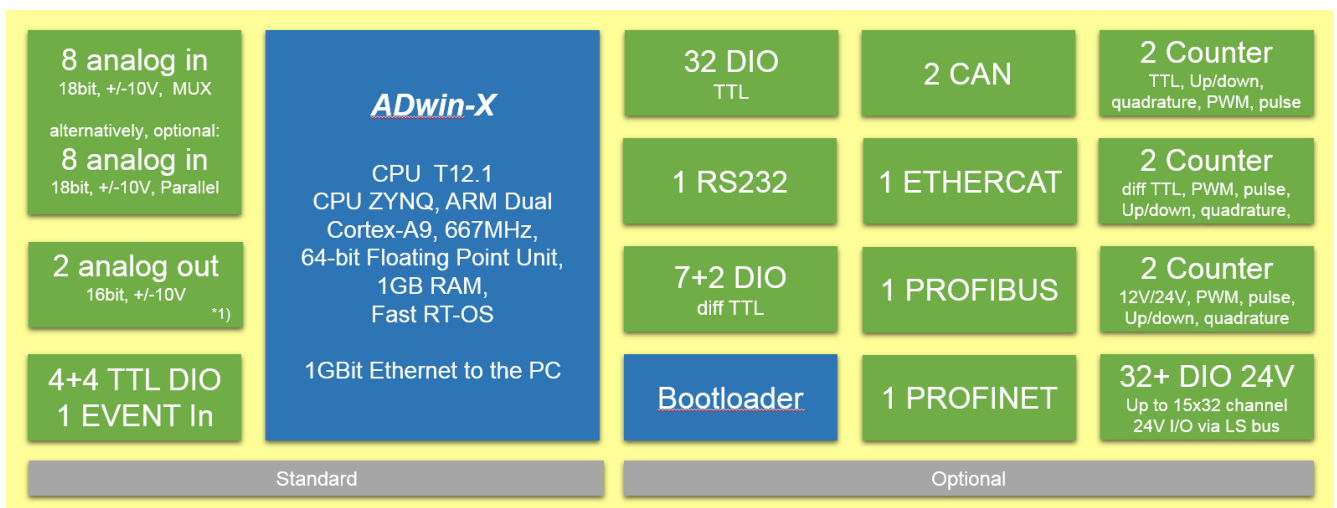 8 analog in
18bit, +/-10V, MUX
alternatively, optional:
8 analog in
18bit, +/-10V, Parallel
2 analog out
16bit, +/-10V
*1)
4+4 TTL DIO
1 EVENT In
ADwin-X
CPU T12.1
CPU ZYNQ, ARM Dual
Cortex-A9, 667MHz,
64-bit Floating Point Unit,
1GB RAM,
Fast RT-OS
1GBit Ethernet to the PC
Standard
32 DIO
TTL
2 CAN
2 Counter
TTL, Up/down,
quadrature, PWM, pulse
1 RS232
1 ETHERCAT
2 Counter
diff TTL, PWM, pulse,
Up/down, quadrature,
7+2 DIO
diff TTL
1 PROFIBUS
2 Counter
12V/24V, PWM, pulse,
Up/down, quadrature
Bootloader
1 PROFINET
32+ DIO 24V
Up to 15x32 channel
24V I/O via LS bus
Optional